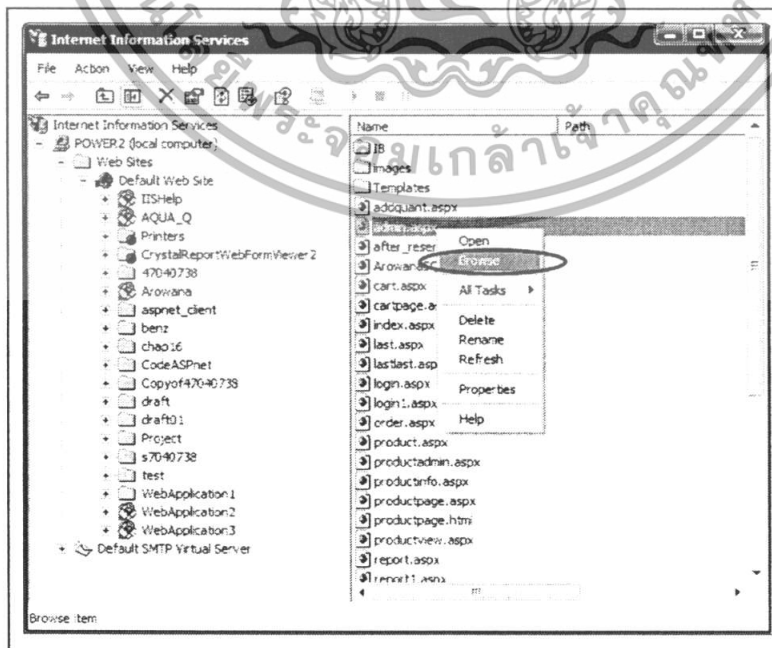 Internet Information Services
File Action View Help
Internet Information Services
POWER2 (local computer)
Web Sites
Default Web Site
IISHelp
AQUA_Q
Printers
CrystalReportWebFormViewer2
47040738
Arowana
aspnet_client
benz
chao16
CodeASPnet
Copyof47040738
draft
draft01
Project
s7040738
test
WebApplication1
WebApplication2
WebApplication3
Default SMTP Virtual Server
Name Path
IB
images
Templates
adoquant.aspx
admin.aspx
after_reser
ArowanaSC
cart.aspx
cartpage.a
index.aspx
last.aspx
lastlast.asp
login.aspx
login1.aspx
order.aspx
product.aspx
productadmin.aspx
productinfo.aspx
productpage.aspx
productpage.html
productview.aspx
report.aspx
report1.aspx
Open
Browse
All Tasks
Delete
Rename
Refresh
Properties
Help
Browse item